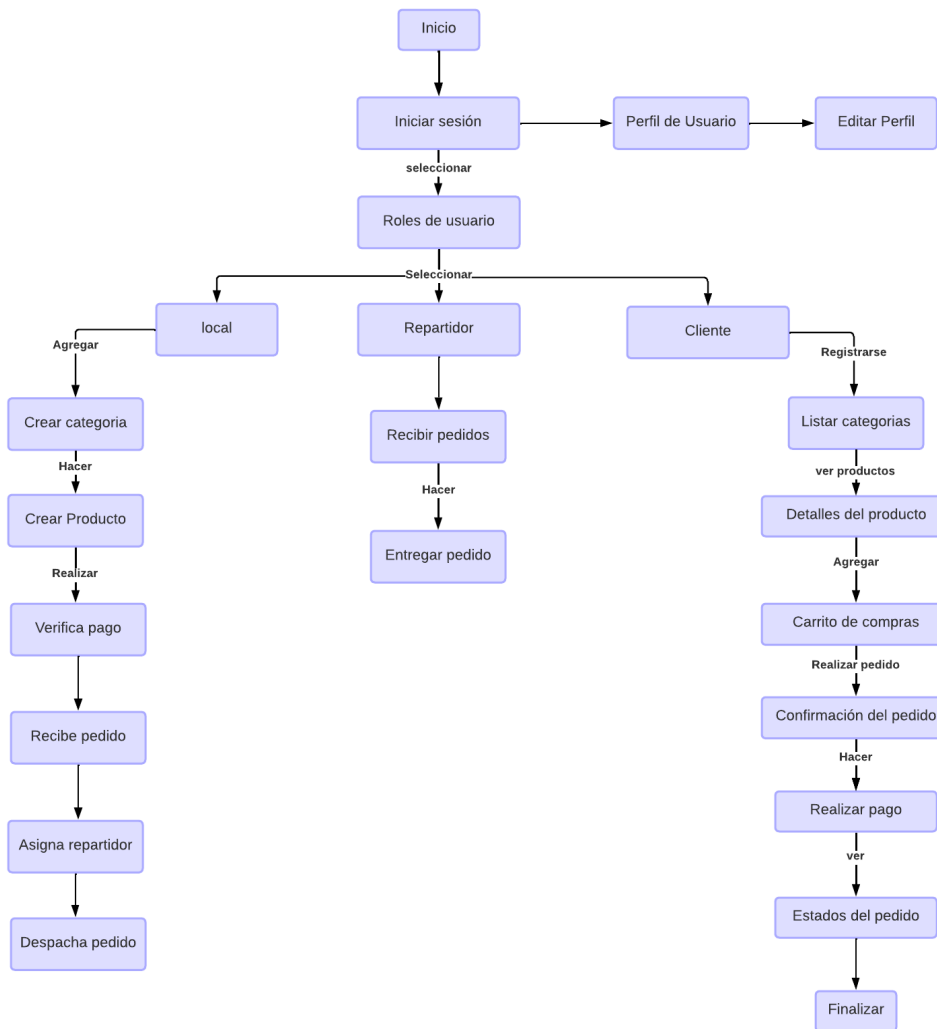 Inicio
Iniciar sesión
Perfil de Usuario
Editar Perfil
seleccionar
Roles de usuario
Seleccionar
local
Repartidor
Cliente
Agregar
Registrarse
Crear categoria
Recibir pedidos
Listar categorias
Hacer
Hacer
ver productos
Crear Producto
Detalles del producto
Entregar pedido
Realizar
Agregar
Verifica pago
Carrito de compras
Realizar pedido
Recibe pedido
Confirmación del pedido
Hacer
Realizar pago
Asigna repartidor
ver
Despacha pedido
Estados del pedido
Finalizar